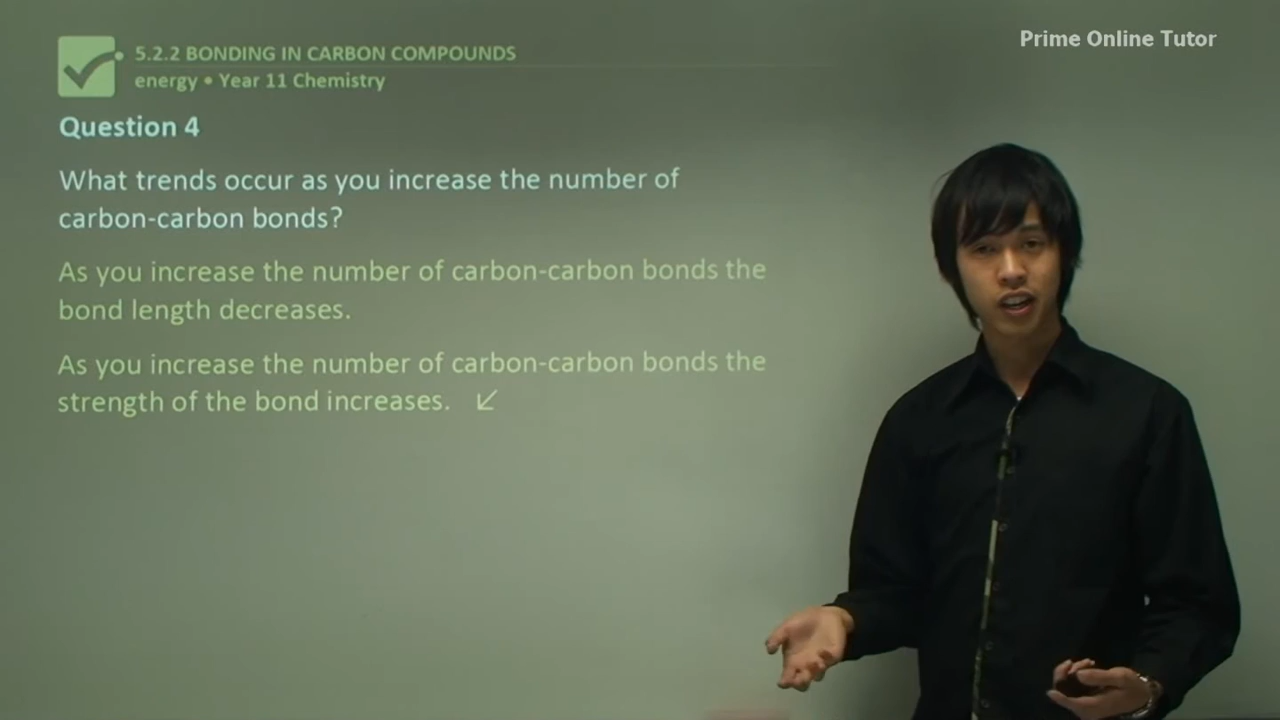 5.2.2 BONDING IN CARBON COMPOUNDS
energy • Year 11 Chemistry
Prime Online Tutor
Question 4
What trends occur as you increase the number of
carbon-carbon bonds?
As you increase the number of carbon-carbon bonds the
bond length decreases.
As you increase the number of carbon-carbon bonds the
strength of the bond increases.